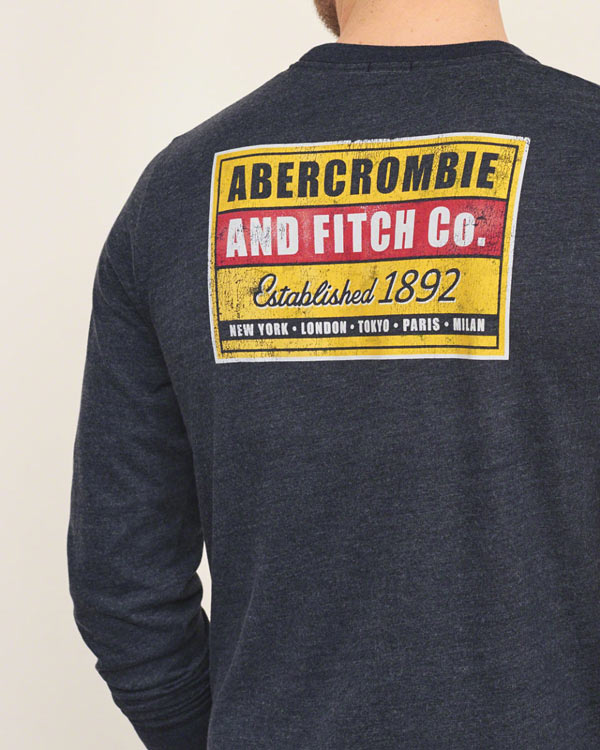 ABERCROMBIE
AND FITCH CO.
Established 1892
NEW YORK • LONDON • TOKYO • PARIS • MILAN